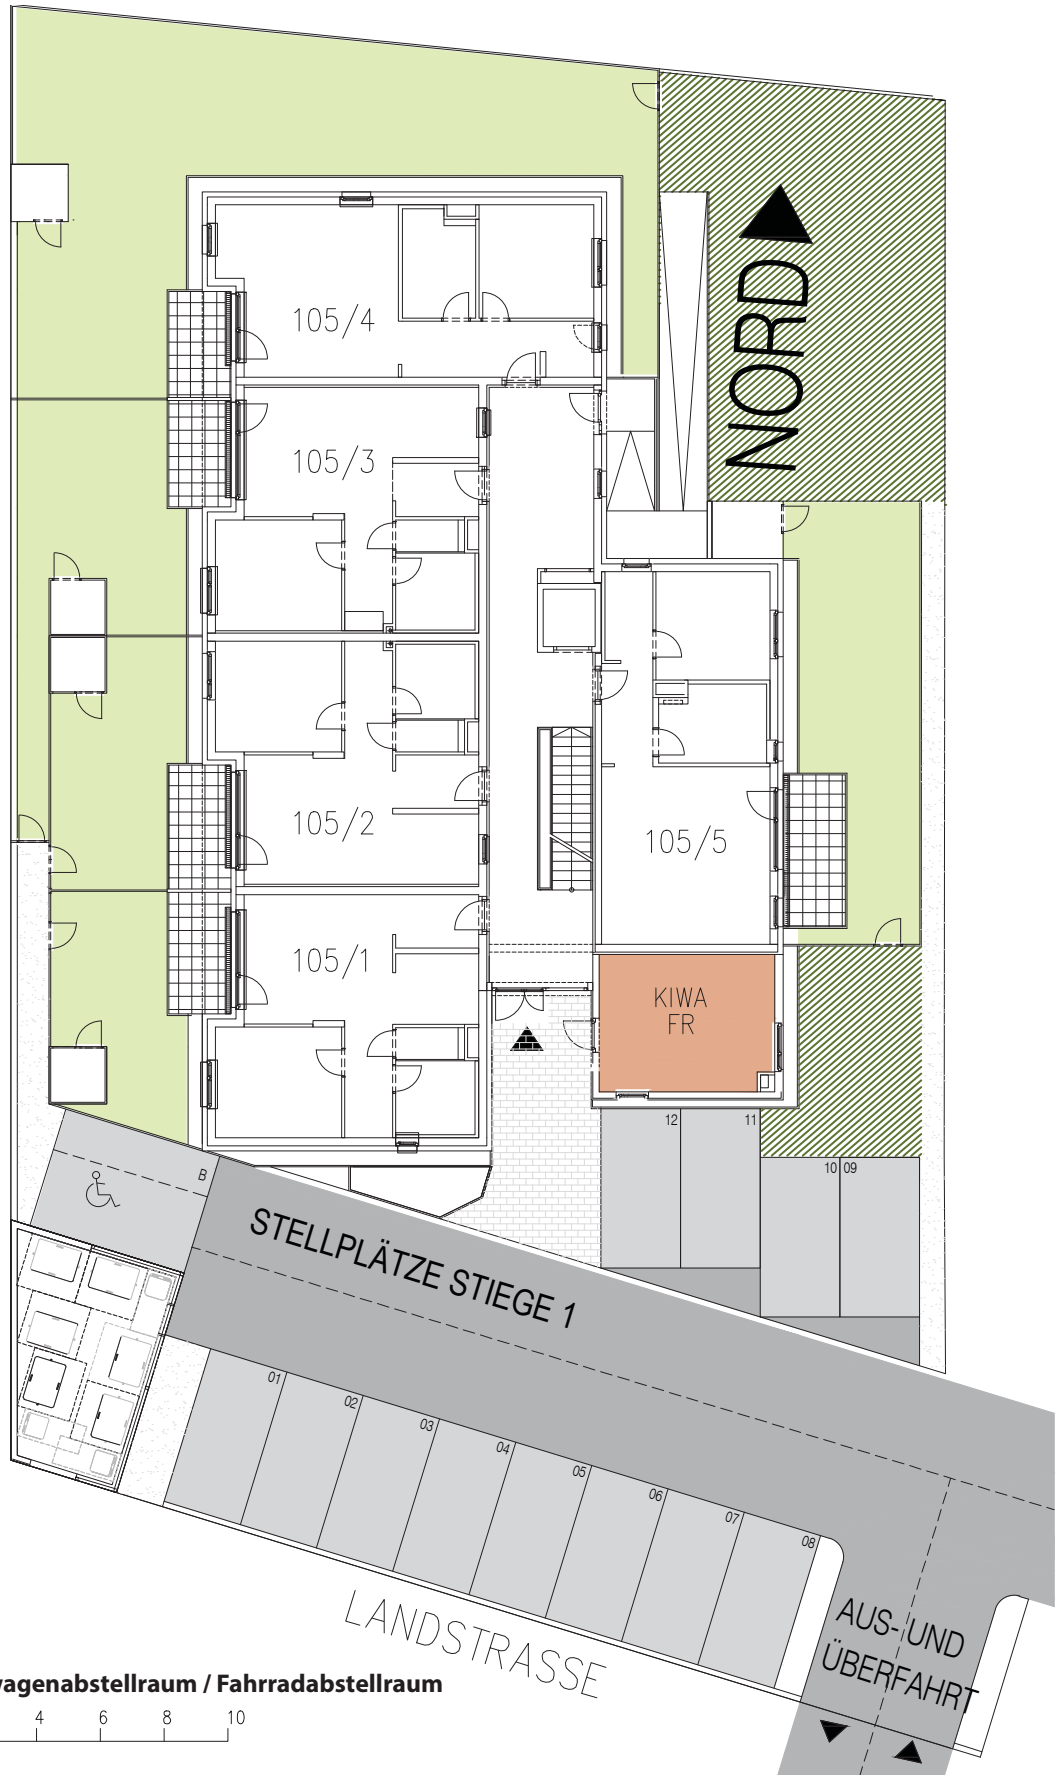 NORD
105/4
105/3
105/2
105/5
105/1
KIWA
FR
12
11
10
09
B
STELLPLÄTZE STIEGE 1
01
02
03
04
05
06
07
08
LANDSTRASSE
AUS- UND
ÜBERFAHRT
wagenabstellraum / Fahrradabstellraum
4 6 8 10